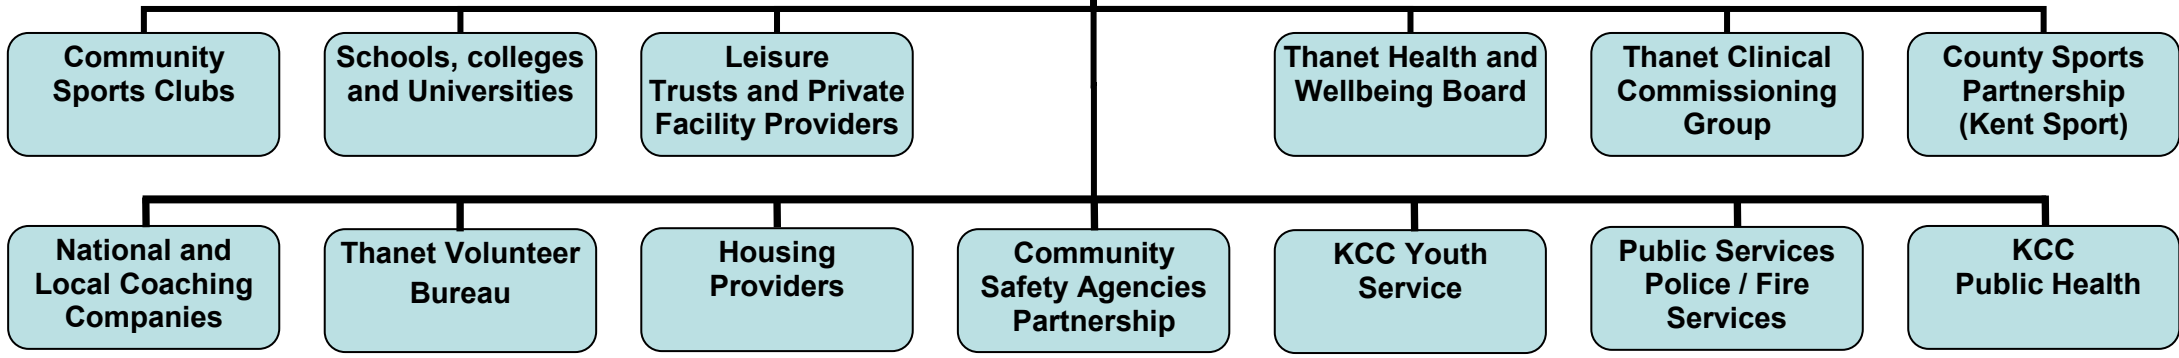 Community
Sports Clubs
Schools, colleges
and Universities
Leisure
Trusts and Private
Facility Providers
Thanet Health and
Wellbeing Board
Thanet Clinical
Commissioning
Group
County Sports
Partnership
(Kent Sport)
National and
Local Coaching
Companies
Thanet Volunteer
Bureau
Housing
Providers
Community
Safety Agencies
Partnership
KCC Youth
Service
Public Services
Police / Fire
Services
KCC
Public Health